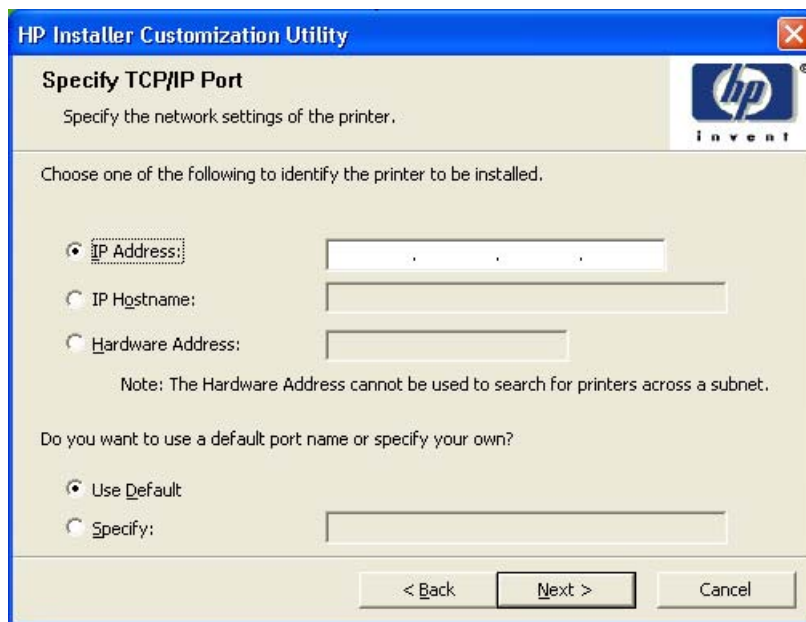 HP Installer Customization Utility
Specify TCP/IP Port
Specify the network settings of the printer.
hp
®
invent
Choose one of the following to identify the printer to be installed.
IP Address: . . .
IP Hostname:
Hardware Address:
Note: The Hardware Address cannot be used to search for printers across a subnet.
Do you want to use a default port name or specify your own?
Use Default
Specify:
< Back Next > Cancel